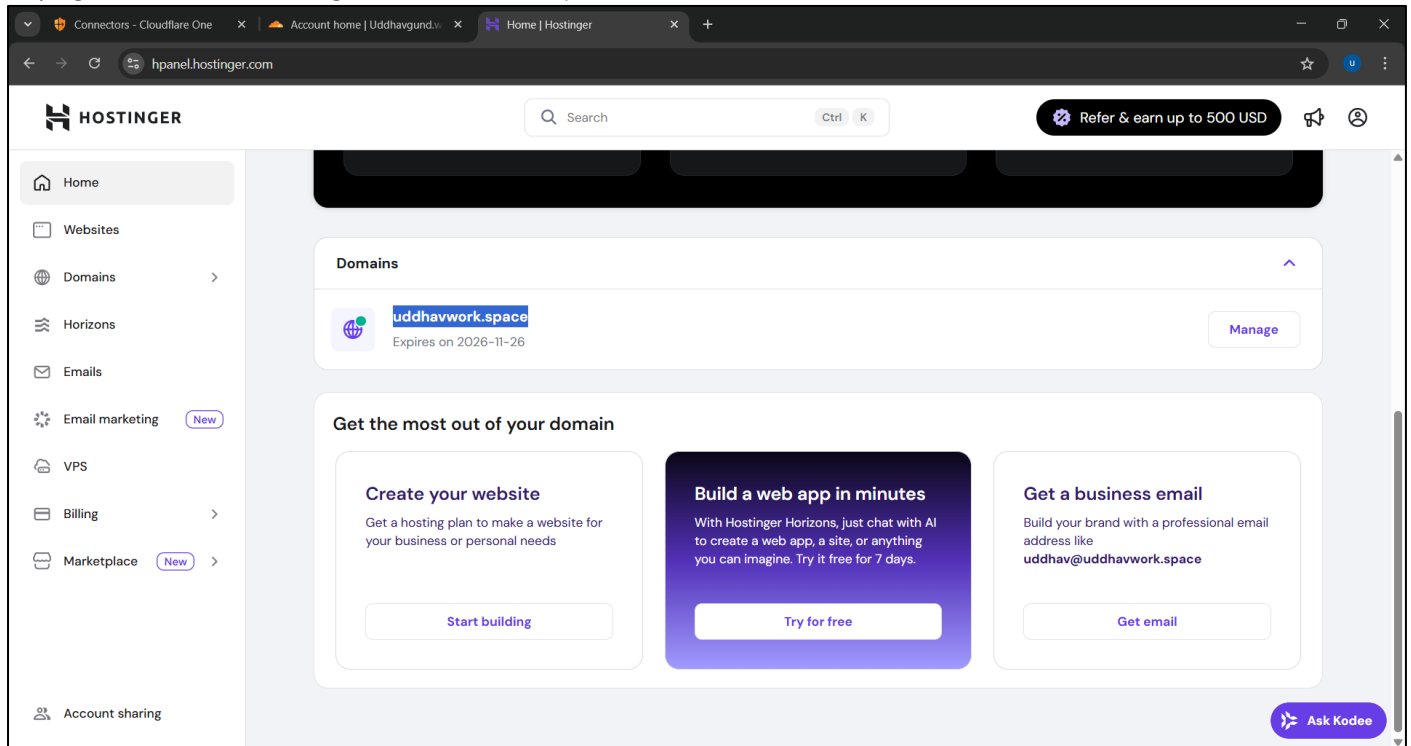 Connectors - Cloudflare One
Account home | Uddhavgund.w
Home | Hostinger
hpanel.hostinger.com
U
HOSTINGER
Search
Ctrl K
Refer & earn up to 500 USD
Home
Websites
Domains
Horizons
Emails
Email marketing New
VPS
Billing
Marketplace New
Account sharing
Domains
uddhavwork.space
Expires on 2026-11-26
Manage
Get the most out of your domain
Create your website
Get a hosting plan to make a website for
your business or personal needs
Start building
Build a web app in minutes
With Hostinger Horizons, just chat with AI
to create a web app, a site, or anything
you can imagine. Try it free for 7 days.
Try for free
Get a business email
Build your brand with a professional email
address like
uddhav@uddhavwork.space
Get email
Ask Kodee